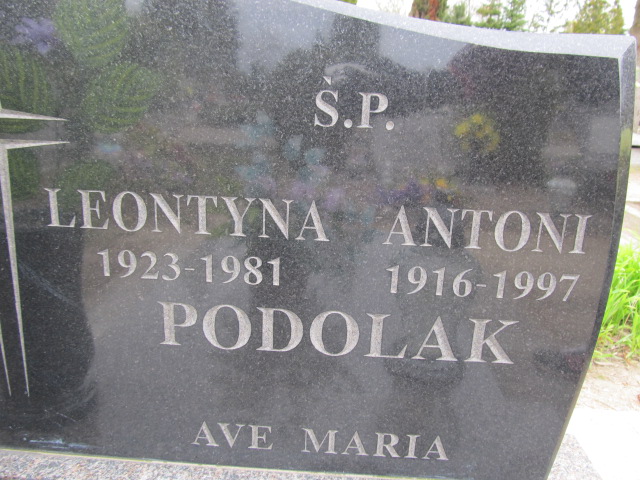 Ś.P.
LEONTYNA ANTONI
1923-1981 1916-1997
PODOLAK
AVE MARIA